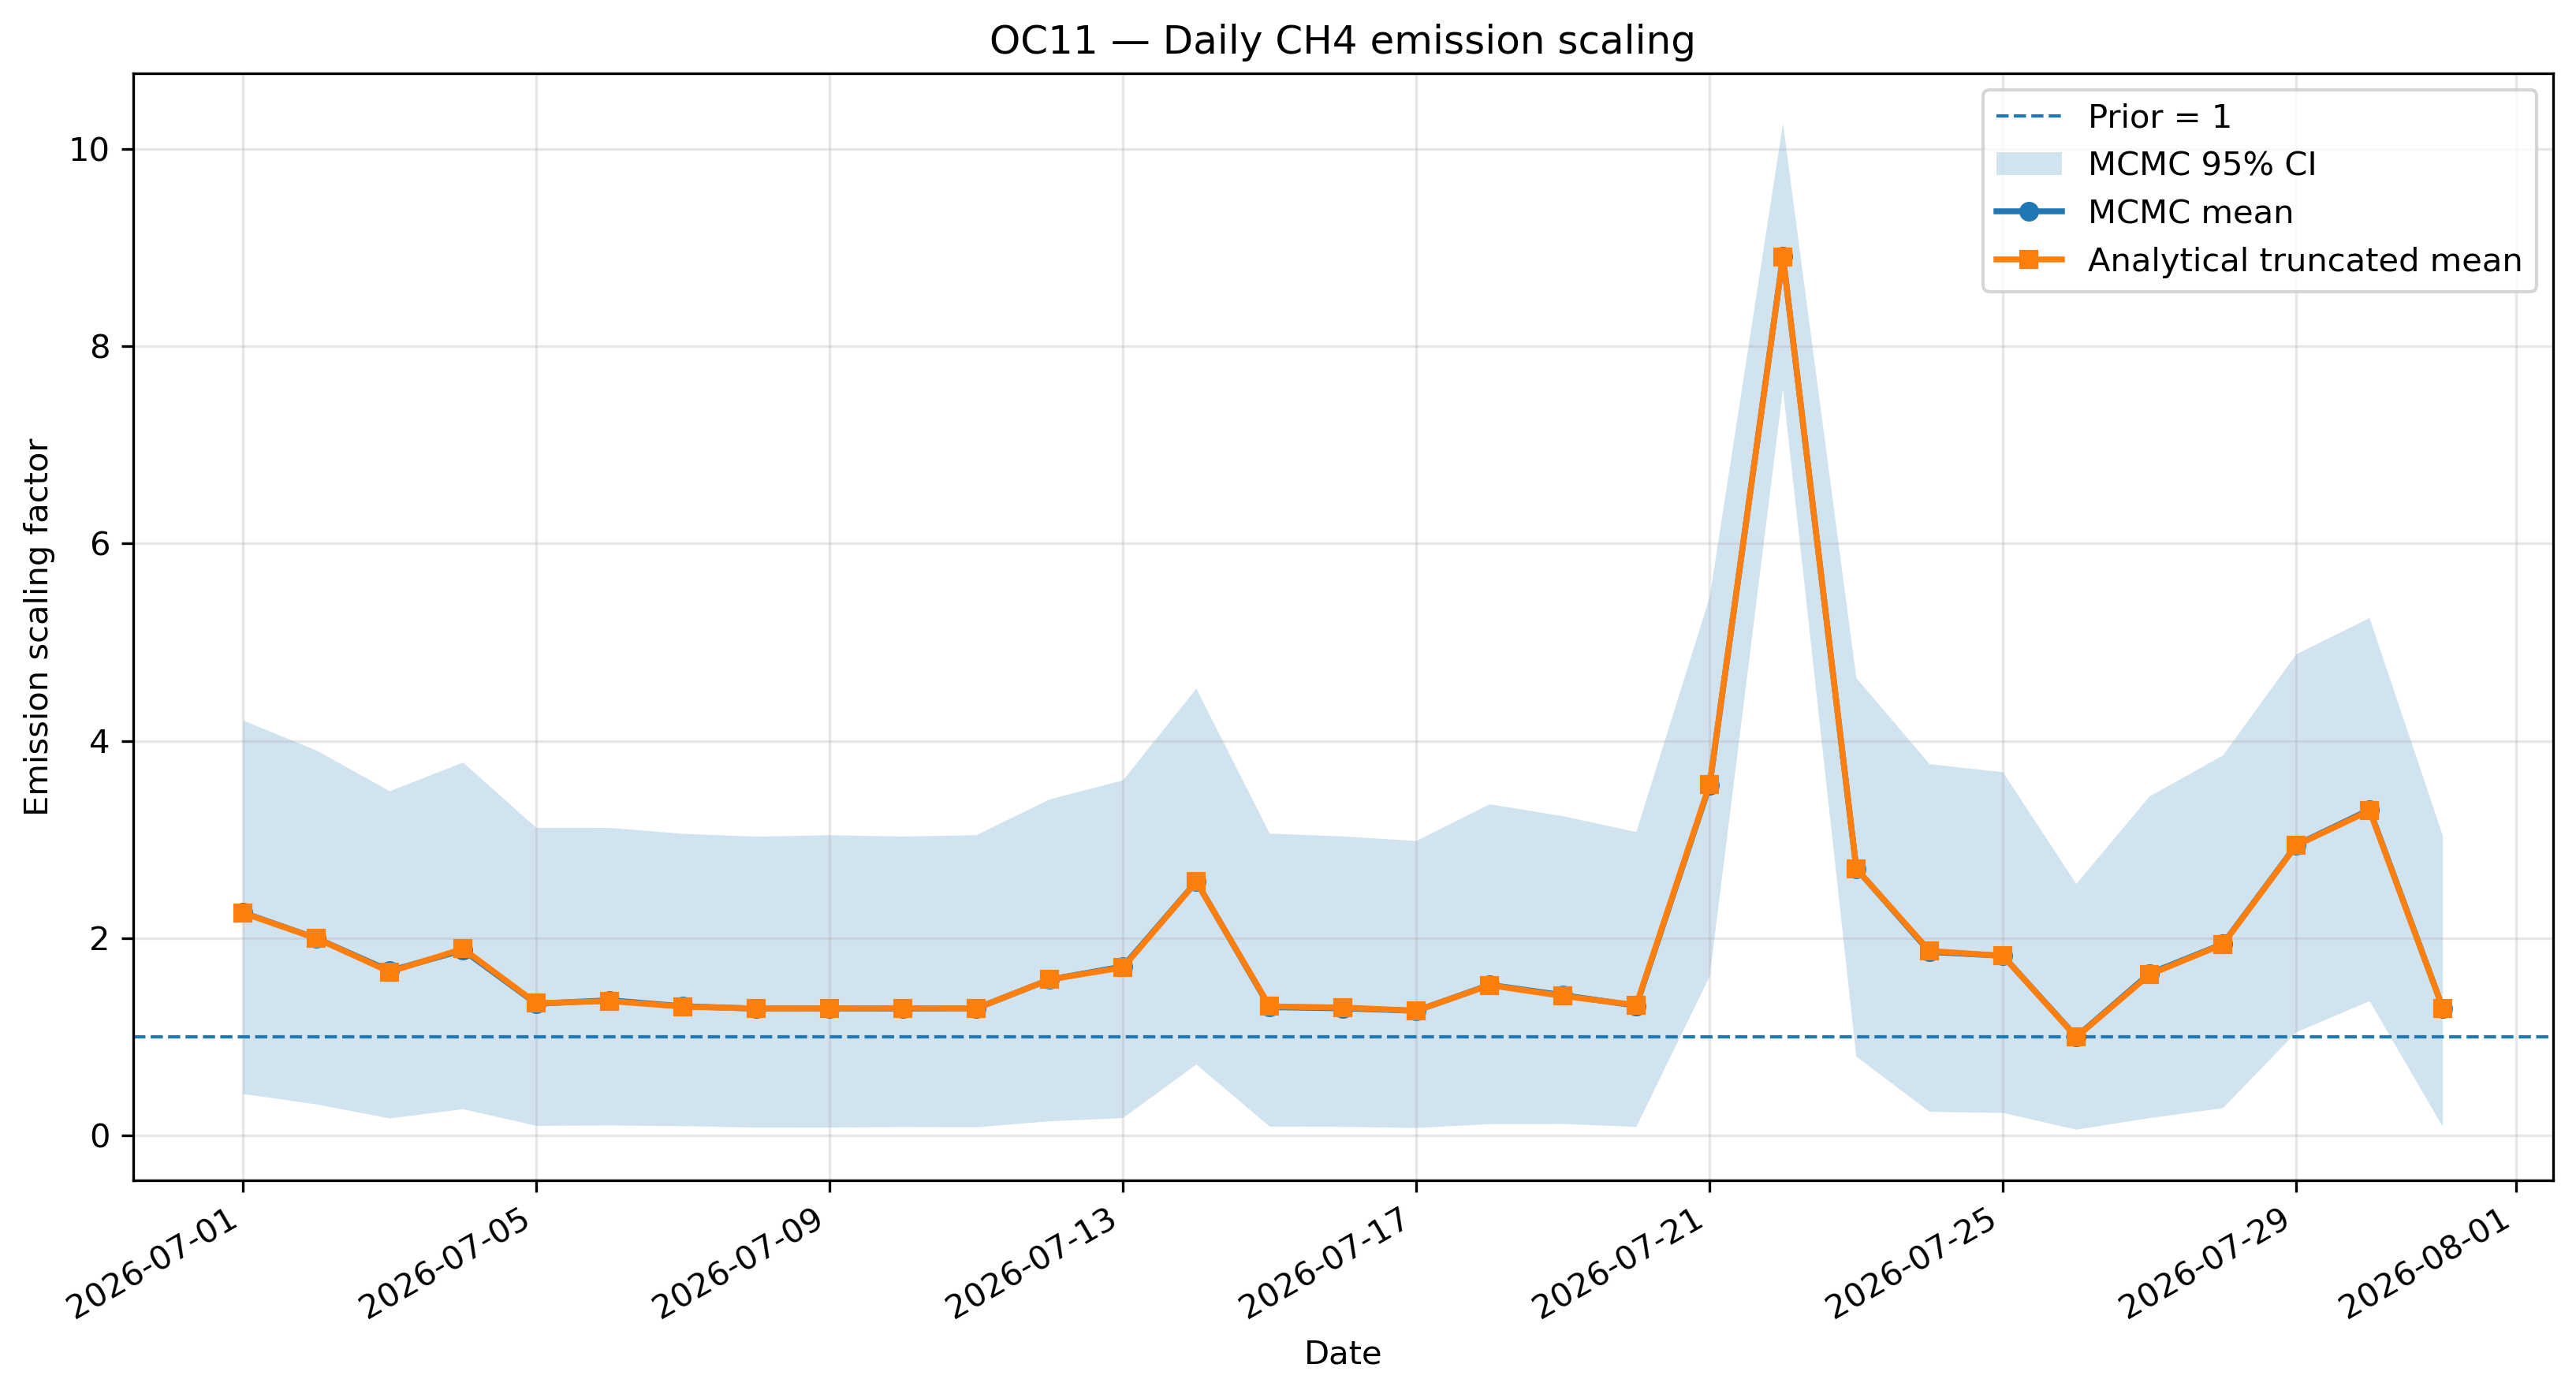 OC11 — Daily CH4 emission scaling
Prior = 1
MCMC 95% CI
MCMC mean
Analytical truncated mean
Emission scaling factor
10
8
6
4
2
0
2026-07-01
2026-07-05
2026-07-09
2026-07-13
2026-07-17
2026-07-21
2026-07-25
2026-07-29
2026-08-01
Date